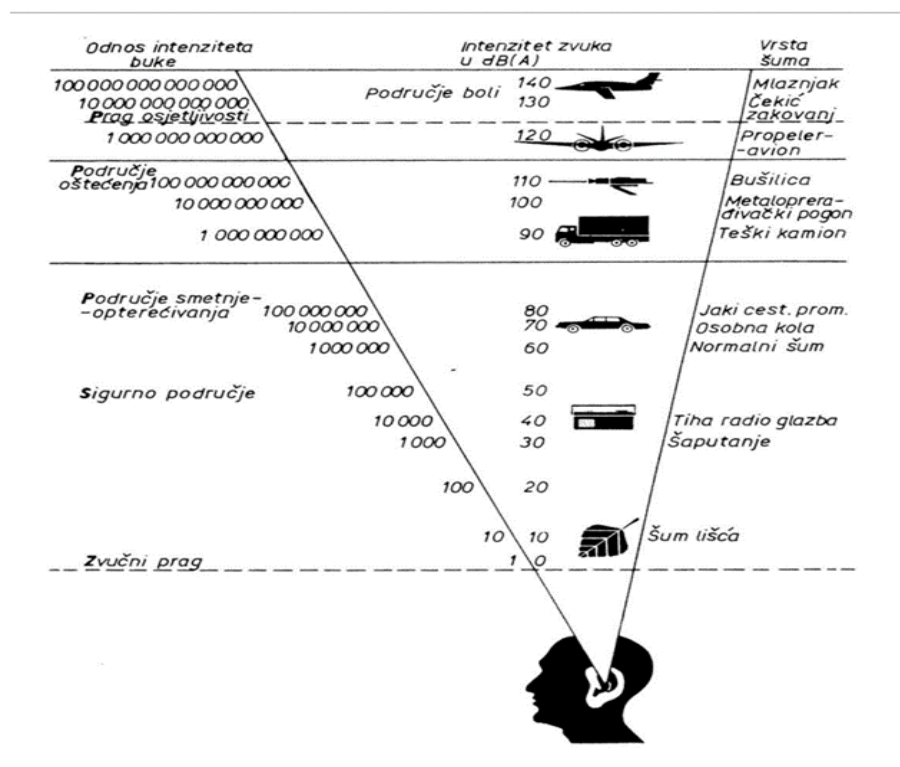 Odnos intenziteta buke
Intenzitet zvuka u dB(A)
Vrsta šuma
100 000 000 000 000 Područje boli 140 Mlaznjak
10 000 000 000 000 130 Čekić zakovanj
Prag osjetljivosti
1 000 000 000 000 120 Propeler-
-avion
Područje oštećenja 100 000 000 000 110 Bušilica
10 000 000 000 100 Metaloprera-
đivački pogon
1 000 000 000 90 Teški kamion
Područje smetnje-
-opterećivanja 100 000 000 80 Jaki cest. prom.
10 000 000 70 Osobna kola
1 000 000 60 Normalni šum
100 000 50
Sigurno područje
10 000 40 Tiha radio glazba
1 000 30 Šaputanje
100 20
10 10 Šum lišća
Zvučni prag 1 0